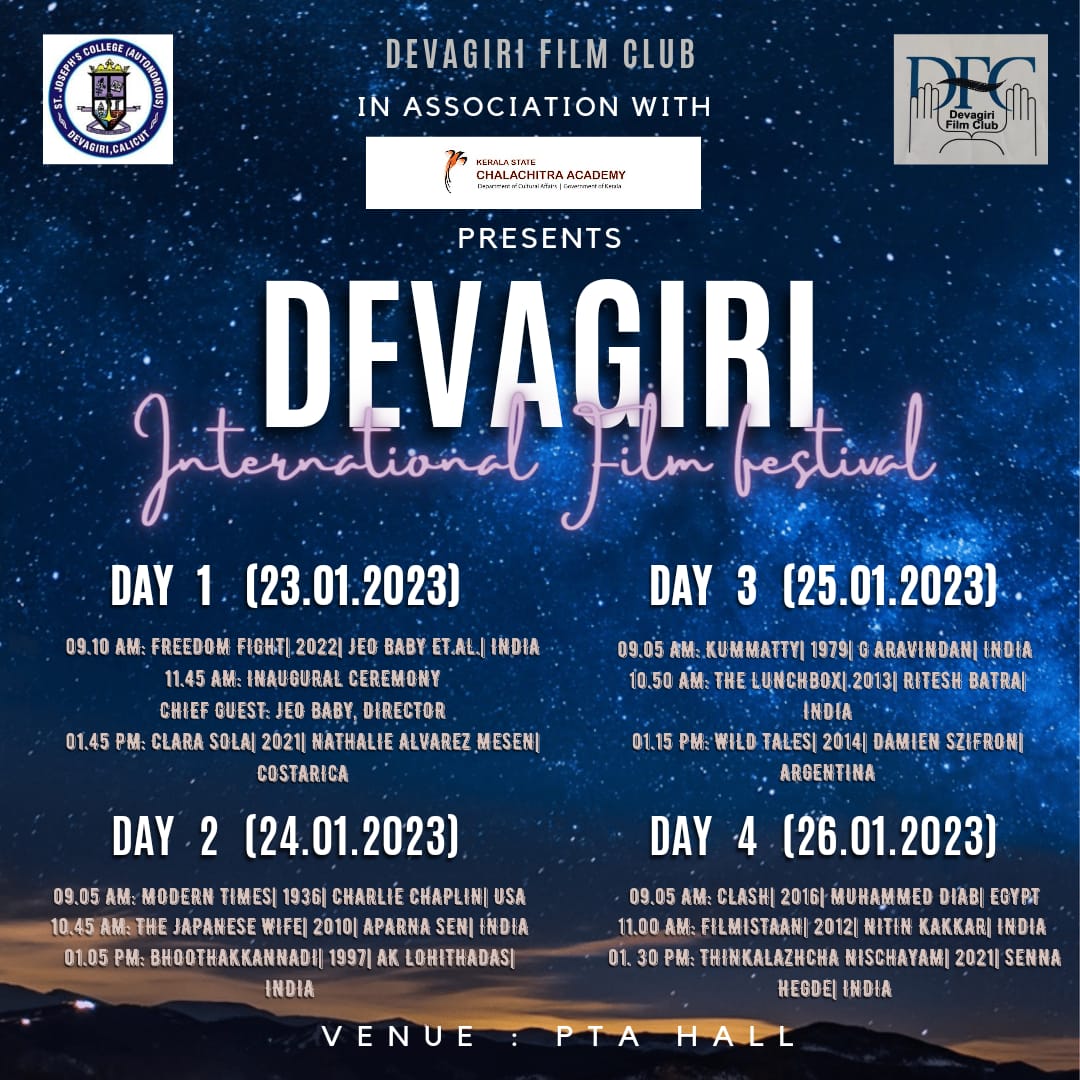 ST. JOSEPH'S COLLEGE (AUTONOMOUS)
DEVAGIRI, CALICUT
DEVAGIRI FILM CLUB
IN ASSOCIATION WITH
KERALA STATE
CHALACHITRA ACADEMY
Department of Cultural Affairs | Government of Kerala
DFC
Devagiri
Film Club
PRESENTS
DEVAGIRI
International Film festival
DAY 1 (23.01.2023)
09.10 AM: FREEDOM FIGHT| 2022| JEO BABY ET.AL.| INDIA
11.45 AM: INAUGURAL CEREMONY
CHIEF GUEST: JEO BABY, DIRECTOR
01.45 PM: CLARA SOLA| 2021| NATHALIE ALVAREZ MESEN|
COSTARICA
DAY 2 (24.01.2023)
09.05 AM: MODERN TIMES| 1936| CHARLIE CHAPLIN| USA
10.45 AM: THE JAPANESE WIFE| 2010| APARNA SEN| INDIA
01.05 PM: BHOOTHAKKANNADI| 1997| AK LOHITHADAS|
INDIA
DAY 3 (25.01.2023)
09.05 AM: KUMMATTY| 1979| G ARAVINDAN| INDIA
10.50 AM: THE LUNCHBOX| 2013| RITESH BATRA|
INDIA
01.15 PM: WILD TALES| 2014| DAMIEN SZIFRON|
ARGENTINA
DAY 4 (26.01.2023)
09.05 AM: CLASH| 2016| MUHAMMED DIAB| EGYPT
11.00 AM: FILMISTAAN| 2012| NITIN KAKKAR| INDIA
01. 30 PM: THINKALAZHCHA NISCHAYAM| 2021| SENNA
HEGDE| INDIA
VENUE : PTA HALL